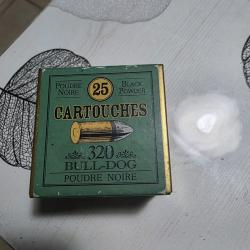 POUDRE NOIRE
25
BLACK POWDER
CARTOUCHES
320
BULL-DOG
POUDRE NOIRE